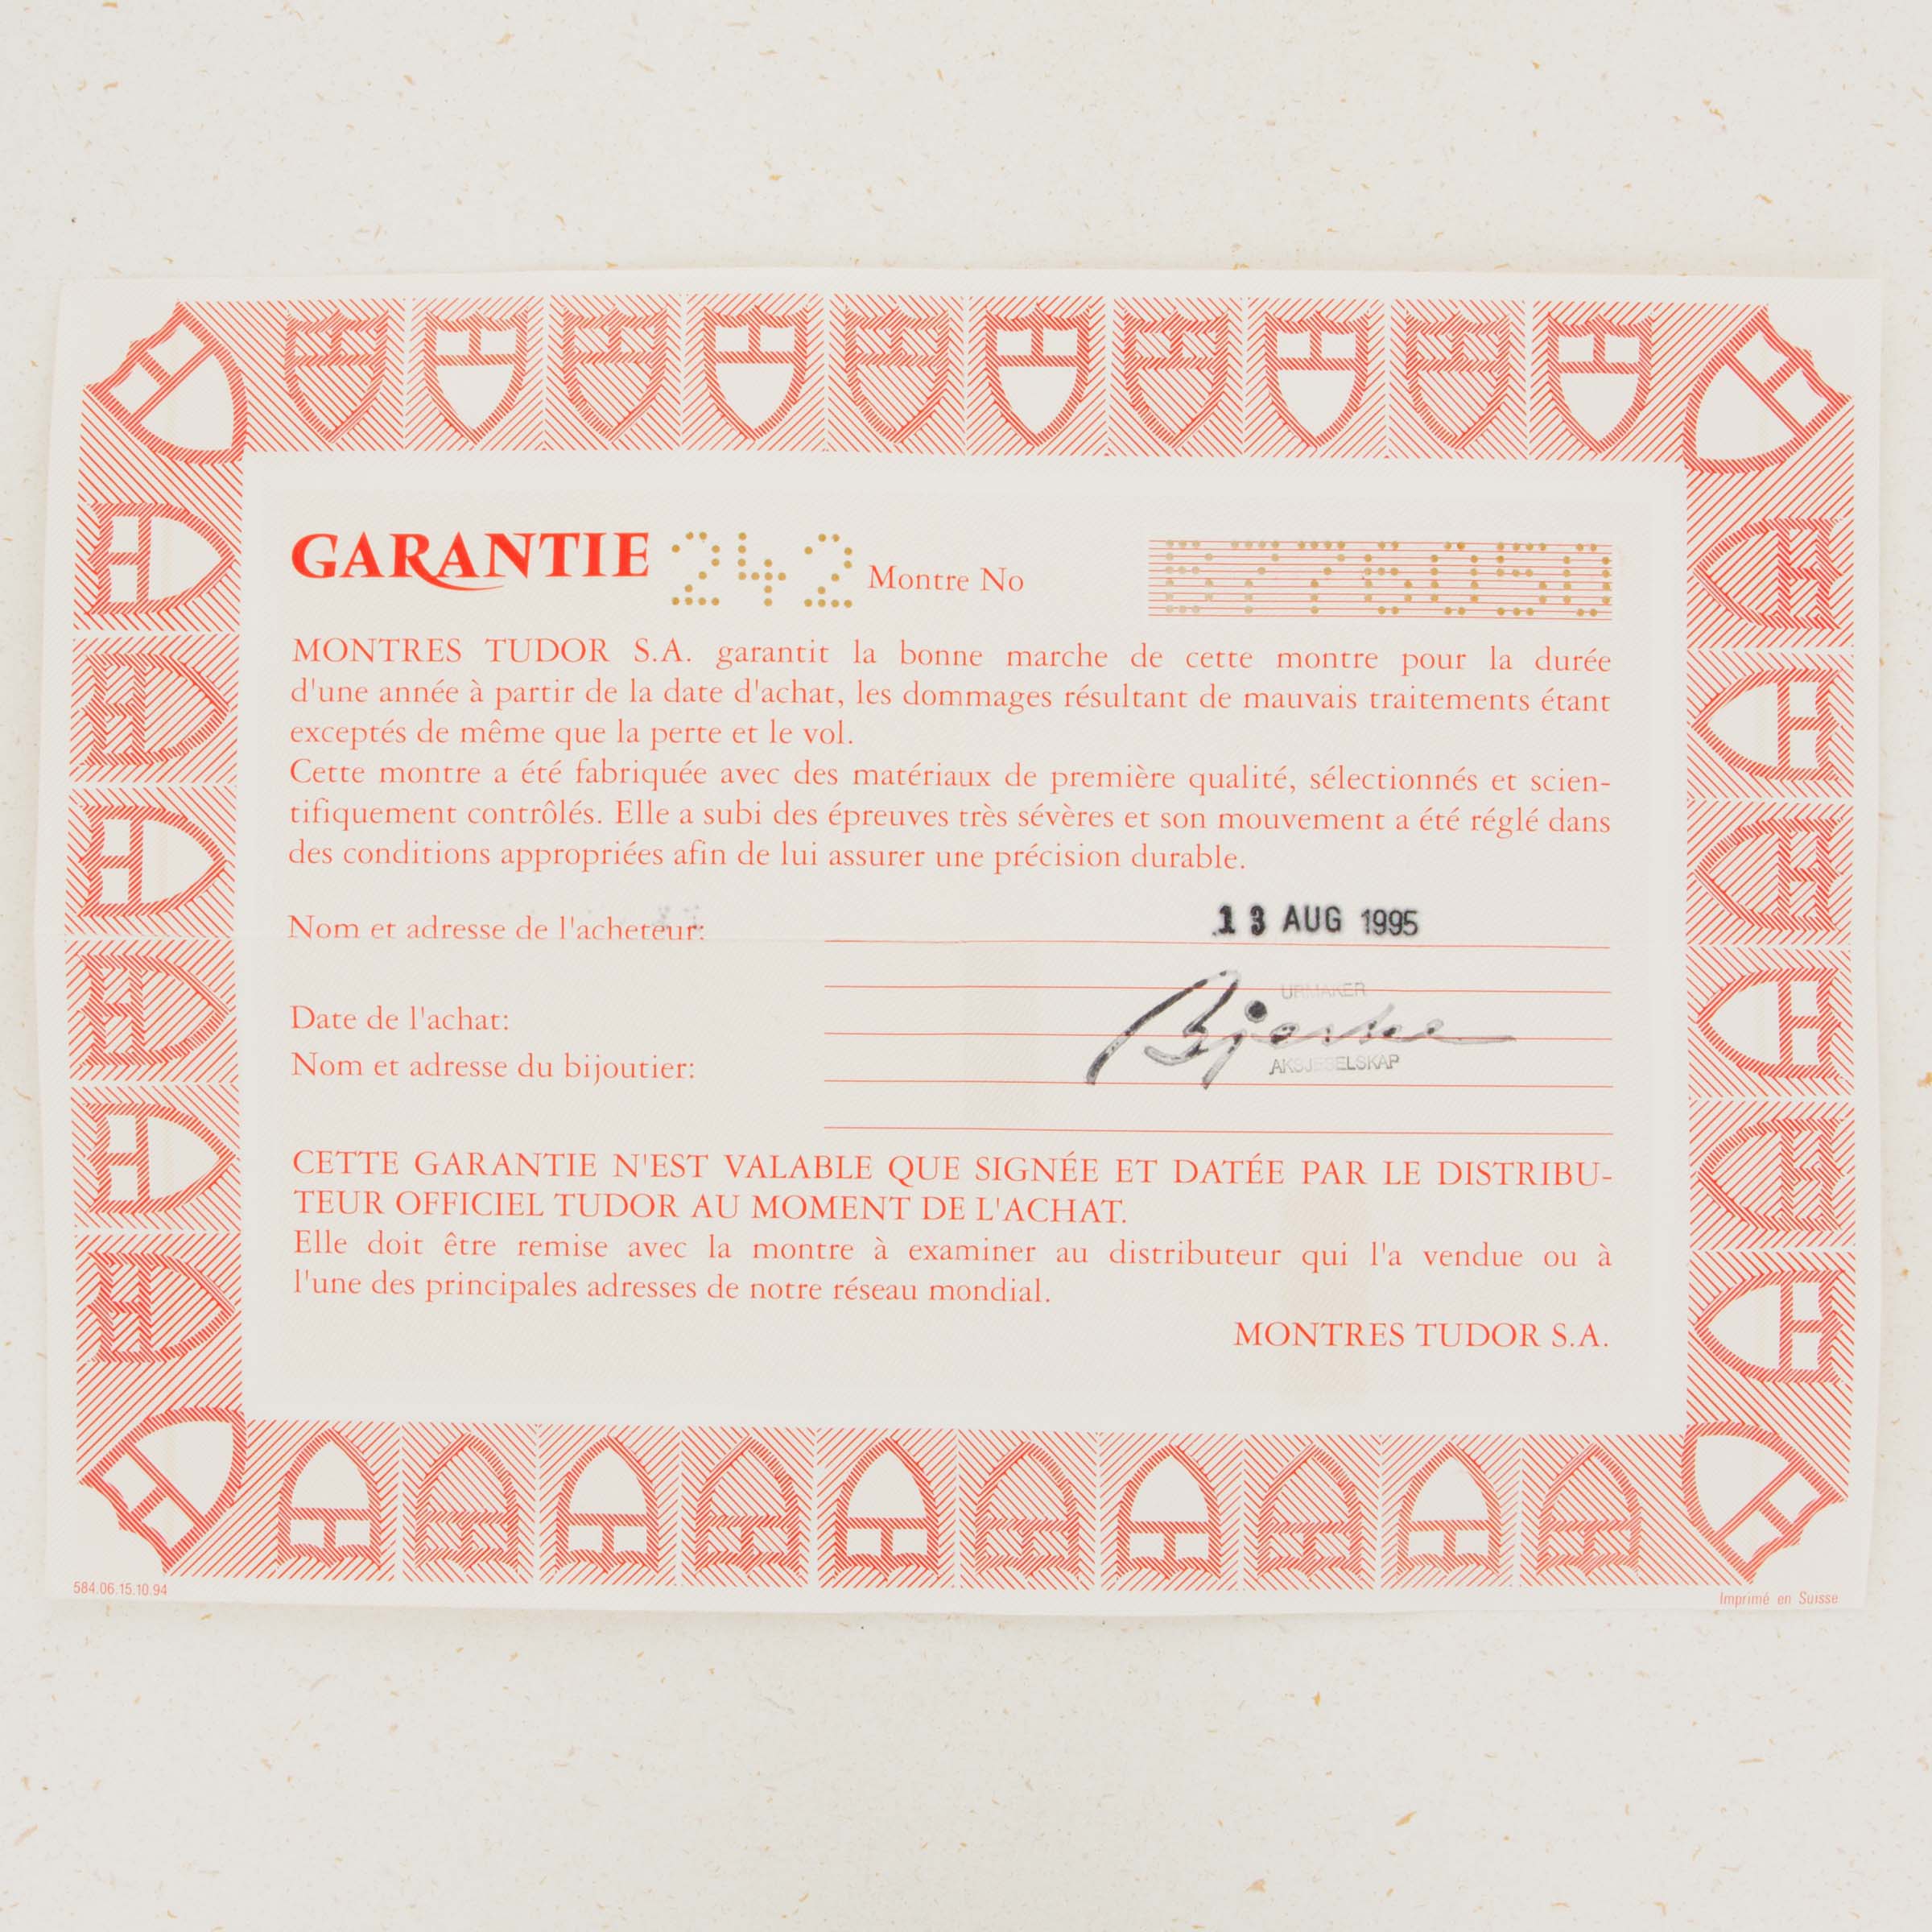 GARANTIE 242 Montre No
MONTRES TUDOR S.A. garantit la bonne marche de cette montre pour la durée
d'une année à partir de la date d'achat, les dommages résultant de mauvais traitements étant
exceptés de même que la perte et le vol.
Cette montre a été fabriquée avec des matériaux de première qualité, sélectionnés et scien-
tifiquement contrôlés. Elle a subi des épreuves très sévères et son mouvement a été réglé dans
des conditions appropriées afin de lui assurer une précision durable.
Nom et adresse de l'acheteur: 13 AUG 1995
URMAKER
Date de l'achat:
Nom et adresse du bijoutier: AKSJESELSKAP
CETTE GARANTIE N'EST VALABLE QUE SIGNÉE ET DATÉE PAR LE DISTRIBU-
TEUR OFFICIEL TUDOR AU MOMENT DE L'ACHAT.
Elle doit être remise avec la montre à examiner au distributeur qui l'a vendue ou à
l'une des principales adresses de notre réseau mondial.
MONTRES TUDOR S.A.
584.06.15.10.94
Imprimé en Suisse